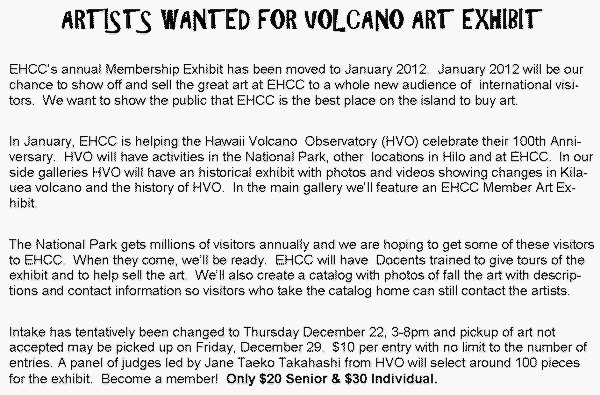 ARTISTS WANTED FOR VOLCANO ART EXHIBIT
EHCC's annual Membership Exhibit has been moved to January 2012.  January 2012 will be our
chance to show off and sell the great art at EHCC to a whole new audience of  international visi-
tors.  We want to show the public that EHCC is the best place on the island to buy art.
In January, EHCC is helping the Hawaii Volcano  Observatory (HVO) celebrate their 100th Anni-
versary.  HVO will have activities in the National Park, other  locations in Hilo and at EHCC.  In our
side galleries HVO will have an historical exhibit with photos and videos showing changes in Kila-
uea volcano and the history of HVO.  In the main gallery we'll feature an EHCC Member Art Ex-
hibit.
The National Park gets millions of visitors annually and we are hoping to get some of these visitors
to EHCC.  When they come, we'll be ready.  EHCC will have  Docents trained to give tours of the
exhibit and to help sell the art.  We'll also create a catalog with photos of fall the art with descrip-
tions and contact information so visitors who take the catalog home can still contact the artists.
Intake has tentatively been changed to Thursday December 22, 3-8pm and pickup of art not
accepted may be picked up on Friday, December 29.  $10 per entry with no limit to the number of
entries. A panel of judges led by Jane Taeko Takahashi from HVO will select around 100 pieces
for the exhibit.  Become a member!  Only $20 Senior & $30 Individual.